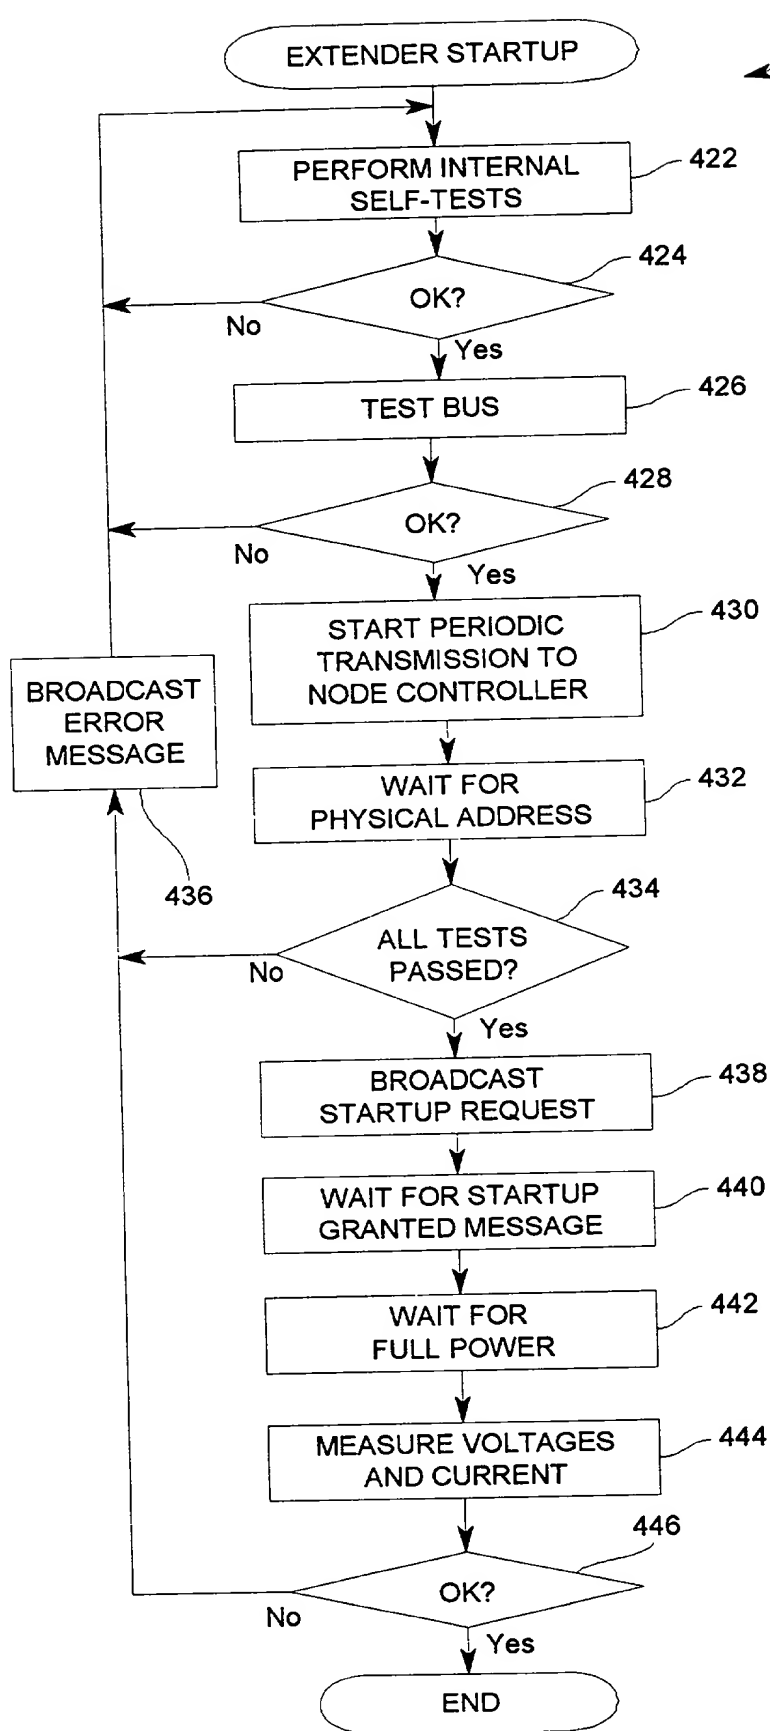 EXTENDER STARTUP
PERFORM INTERNAL
SELF-TESTS
422
OK?
424
No
Yes
TEST BUS
426
OK?
428
No
Yes
START PERIODIC
TRANSMISSION TO
NODE CONTROLLER
430
BROADCAST
ERROR
MESSAGE
436
WAIT FOR
PHYSICAL ADDRESS
432
ALL TESTS
PASSED?
434
No
Yes
BROADCAST
STARTUP REQUEST
438
WAIT FOR STARTUP
GRANTED MESSAGE
440
WAIT FOR
FULL POWER
442
MEASURE VOLTAGES
AND CURRENT
444
OK?
446
No
Yes
END